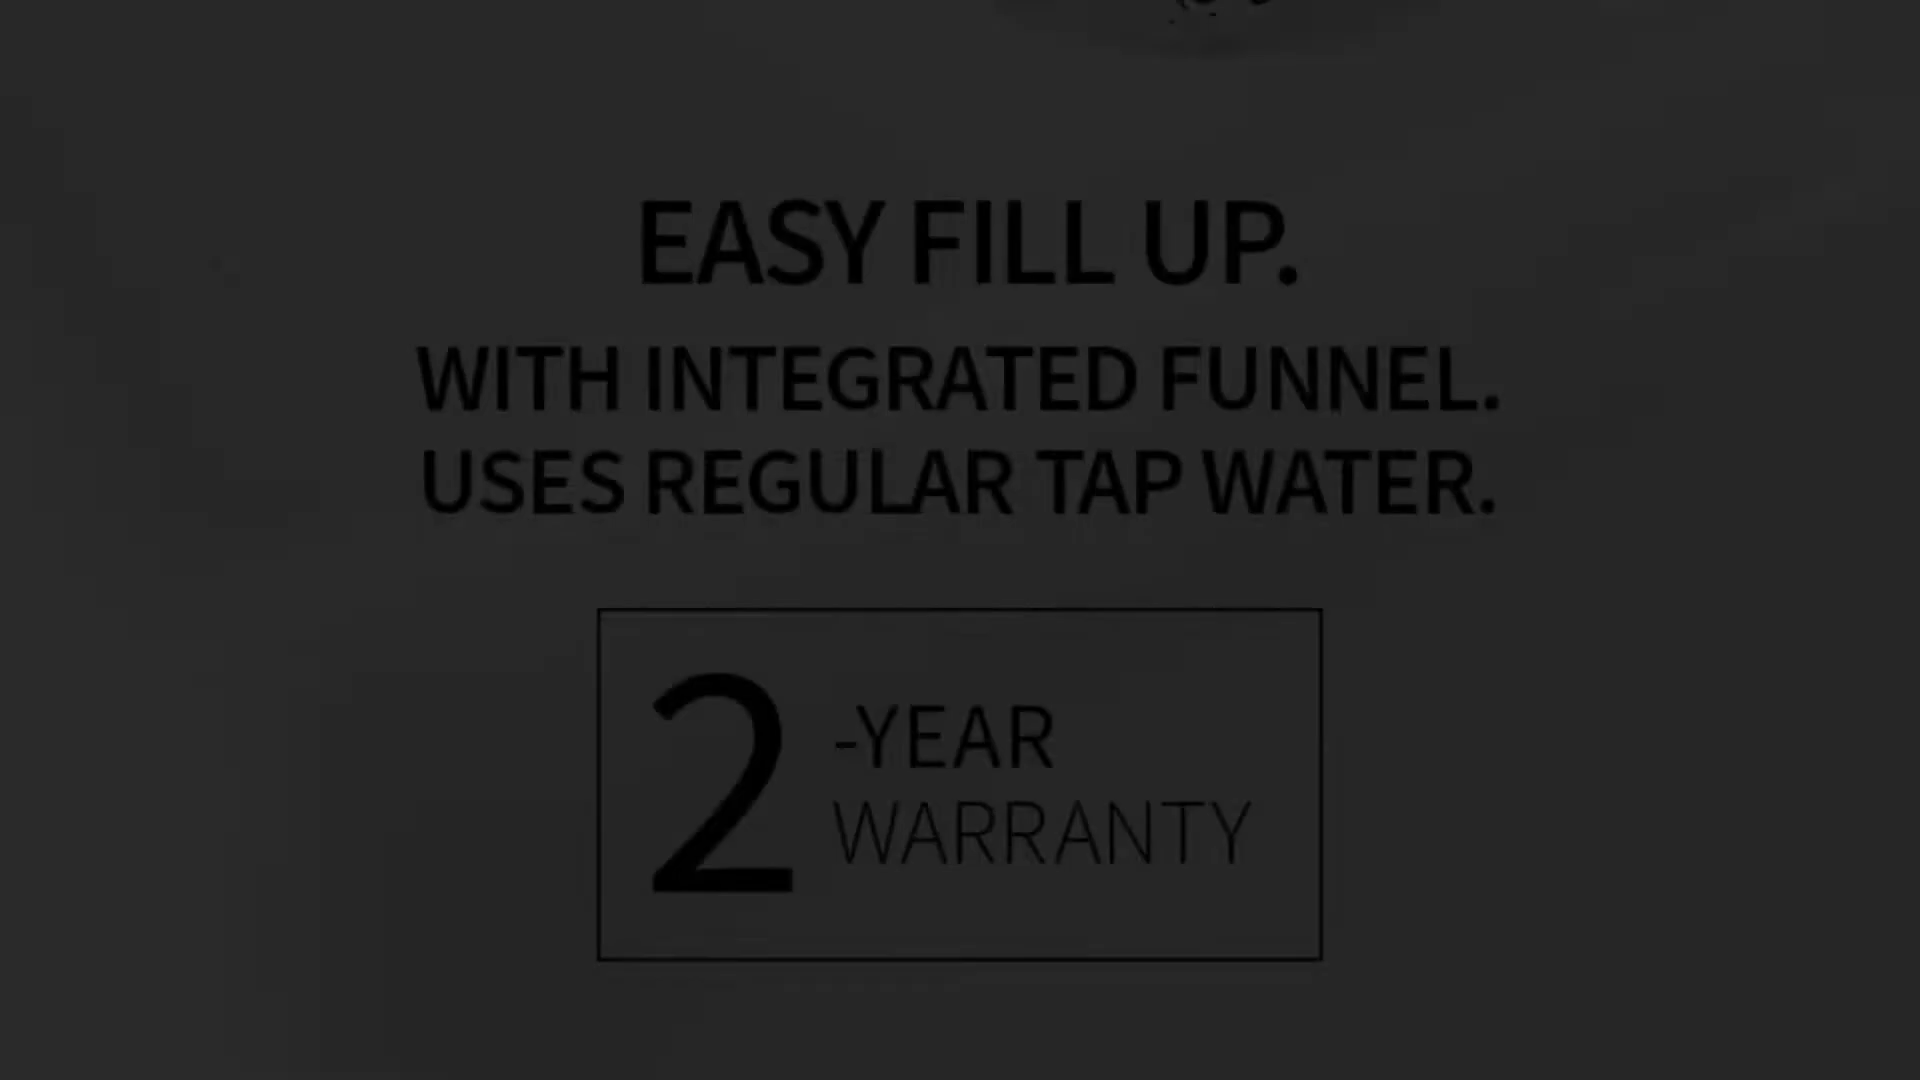 EASY FILL UP.
WITH INTEGRATED FUNNEL.
USES REGULAR TAP WATER.
2
-YEAR
WARRANTY